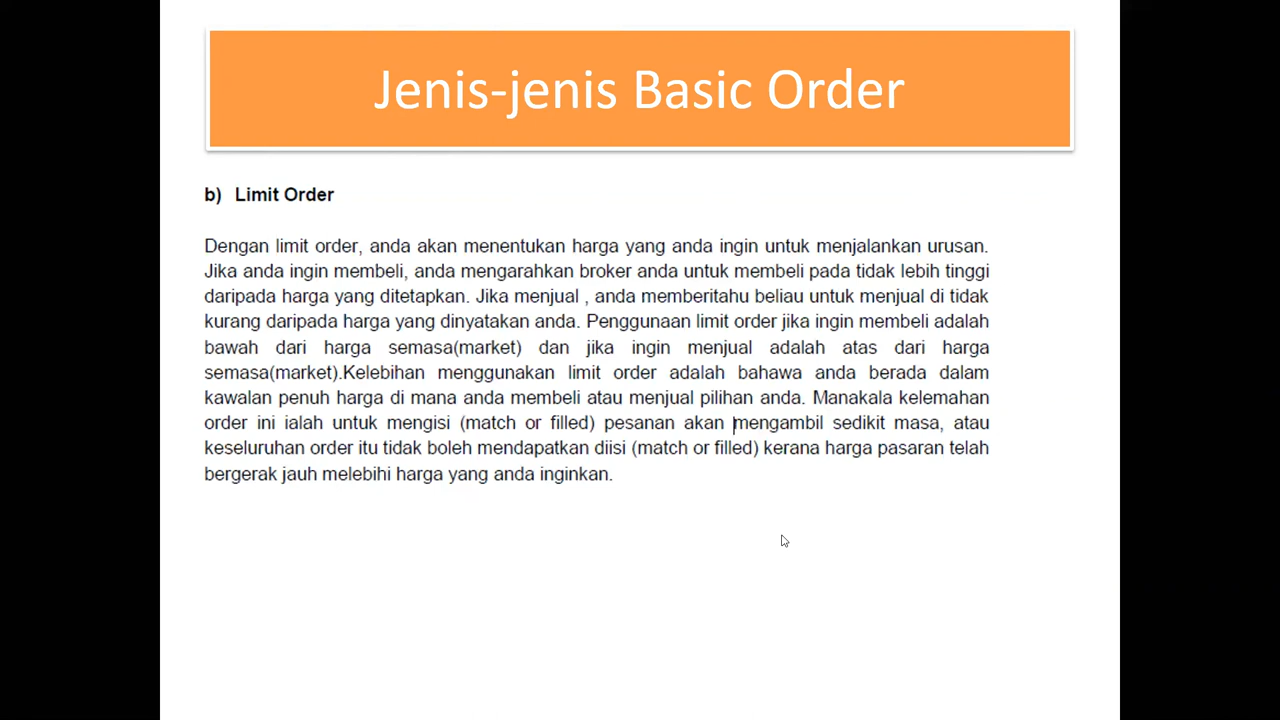 Jenis-jenis Basic Order
b) Limit Order
Dengan limit order, anda akan menentukan harga yang anda ingin untuk menjalankan urusan.
Jika anda ingin membeli, anda mengarahkan broker anda untuk membeli pada tidak lebih tinggi
daripada harga yang ditetapkan. Jika menjual , anda memberitahu beliau untuk menjual di tidak
kurang daripada harga yang dinyatakan anda. Penggunaan limit order jika ingin membeli adalah
bawah dari harga semasa(market) dan jika ingin menjual adalah atas dari harga
semasa(market).Kelebihan menggunakan limit order adalah bahawa anda berada dalam
kawalan penuh harga di mana anda membeli atau menjual pilihan anda. Manakala kelemahan
order ini ialah untuk mengisi (match or filled) pesanan akan mengambil sedikit masa, atau
keseluruhan order itu tidak boleh mendapatkan diisi (match or filled) kerana harga pasaran telah
bergerak jauh melebihi harga yang anda inginkan.